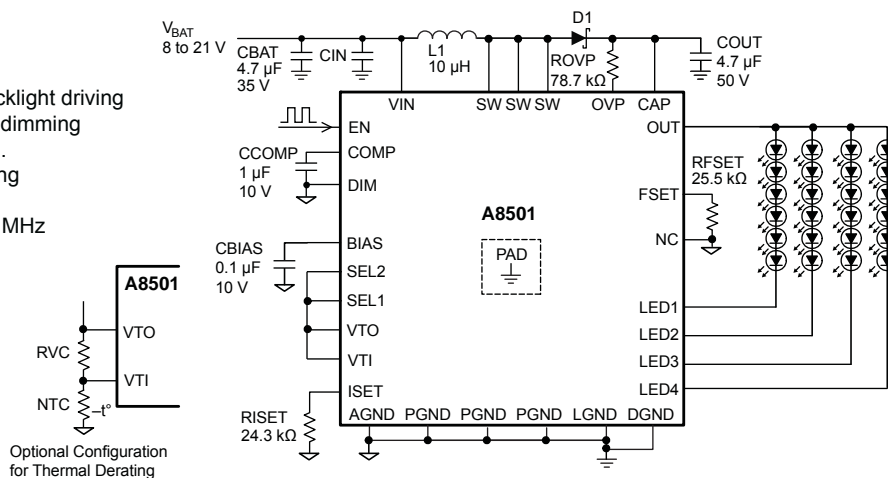 cklight driving
dimming
.
ng
MHz
A8501
VTO
VTI
RVC
NTC
–t°
Optional Configuration
for Thermal Derating
VBAT
8 to 21 V
CBAT
4.7 µF
35 V
CIN
L1
10 µH
D1
ROVP
78.7 kΩ
COUT
4.7 µF
50 V
VIN
SW SW SW
OVP
CAP
EN
OUT
COMP
CCOMP
1 µF
10 V
DIM
RFSET
25.5 kΩ
FSET
A8501
NC
BIAS
CBIAS
0.1 µF
10 V
PAD
SEL2
SEL1
VTO
VTI
ISET
RISET
24.3 kΩ
LED1
LED2
LED3
LED4
AGND PGND PGND PGND LGND DGND